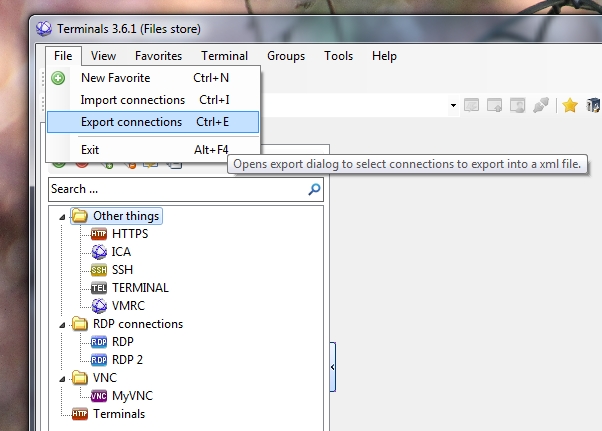 Terminals 3.6.1 (Files store)
File View Favorites Terminal Groups Tools Help
New Favorite Ctrl+N
Import connections Ctrl+I
Export connections Ctrl+E
Exit Alt+F4
Opens export dialog to select connections to export into a xml file.
Search ...
Other things
HTTP HTTPS
ICA
SSH SSH
TEL TERMINAL
VMRC
RDP connections
RDP RDP
RDP RDP 2
VNC
VNC MyVNC
HTTP Terminals